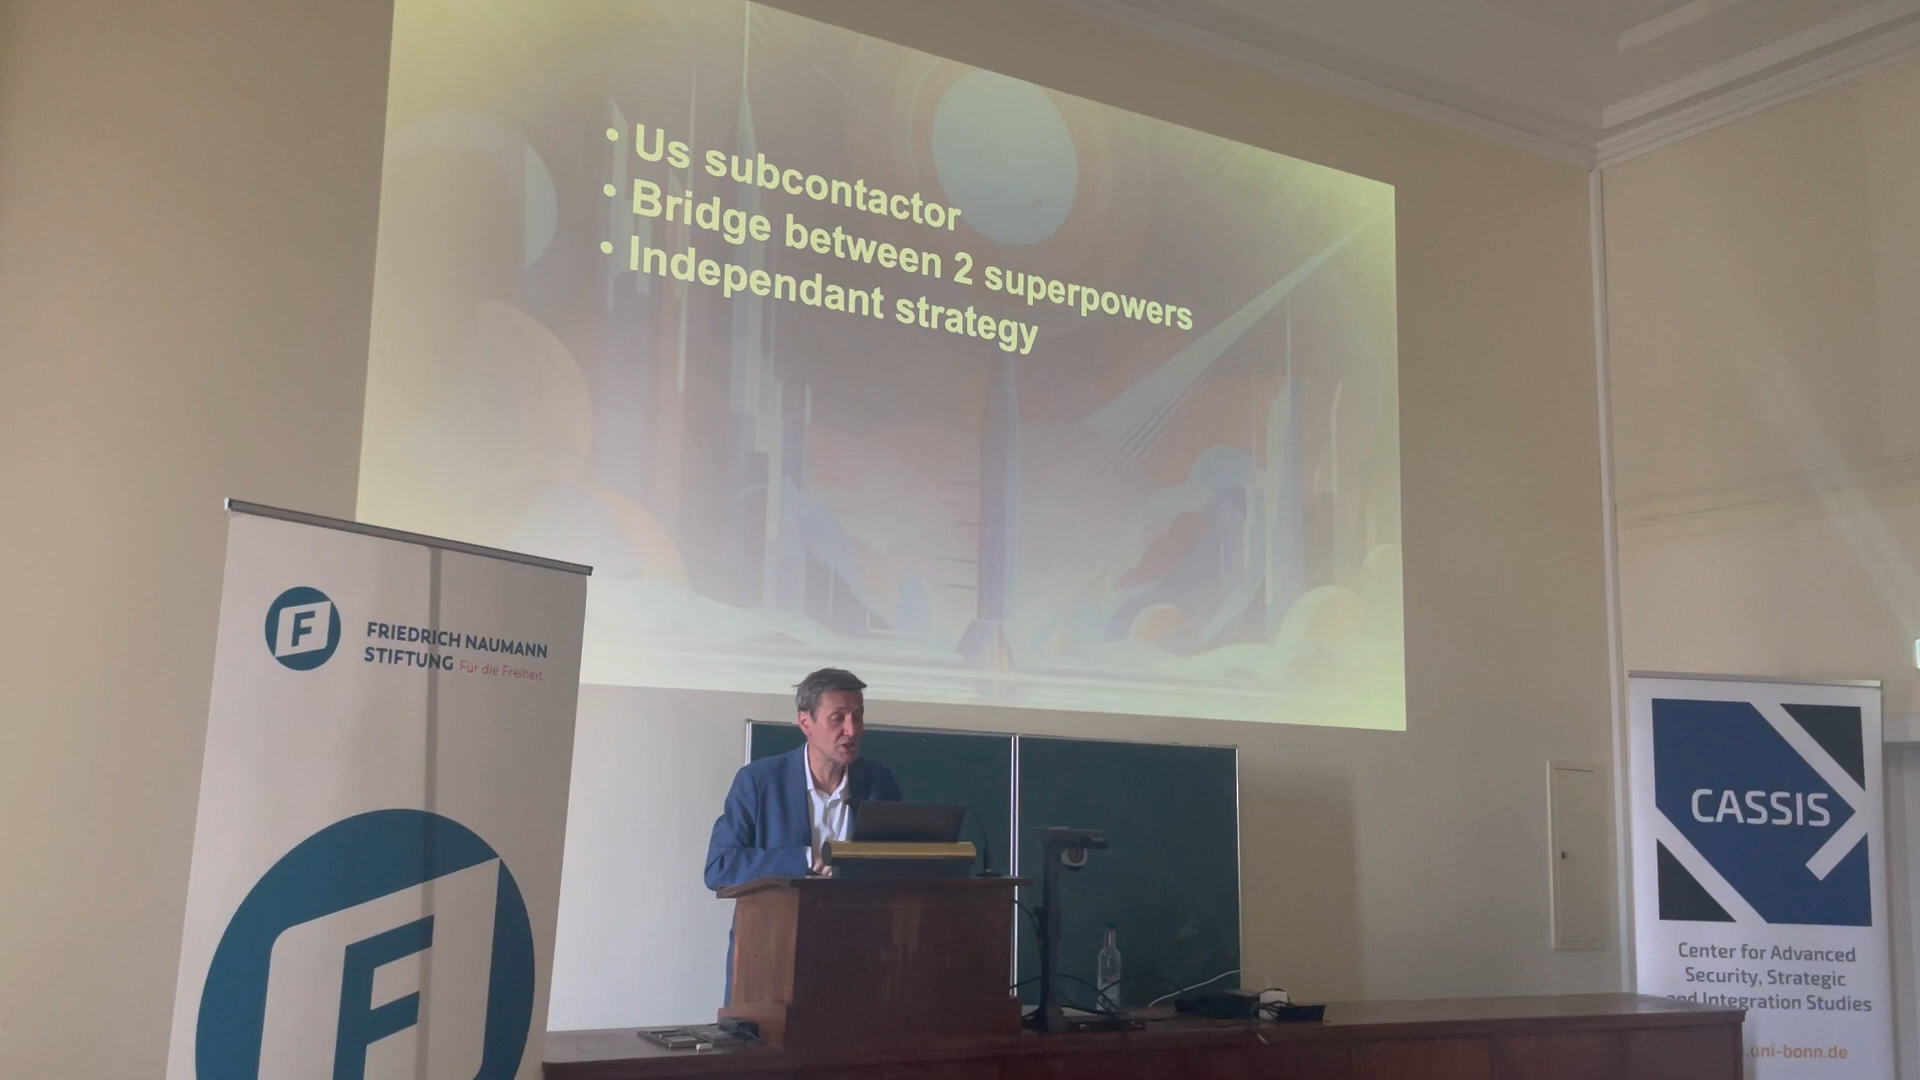 • Us subcontactor
• Bridge between 2 superpowers
• Independant strategy
F
FRIEDRICH NAUMANN
STIFTUNG Für die Freiheit.
F
CASSIS
Center for Advanced
Security, Strategic
and Integration Studies
.uni-bonn.de